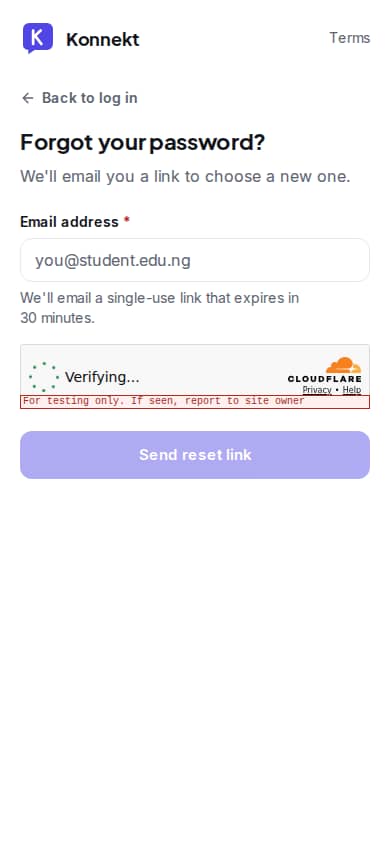 Konnekt
Terms
← Back to log in
Forgot your password?
We'll email you a link to choose a new one.
Email address *
you@student.edu.ng
We'll email a single-use link that expires in
30 minutes.
Verifying...
CLOUDFLARE
Privacy • Help
For testing only. If seen, report to site owner
Send reset link